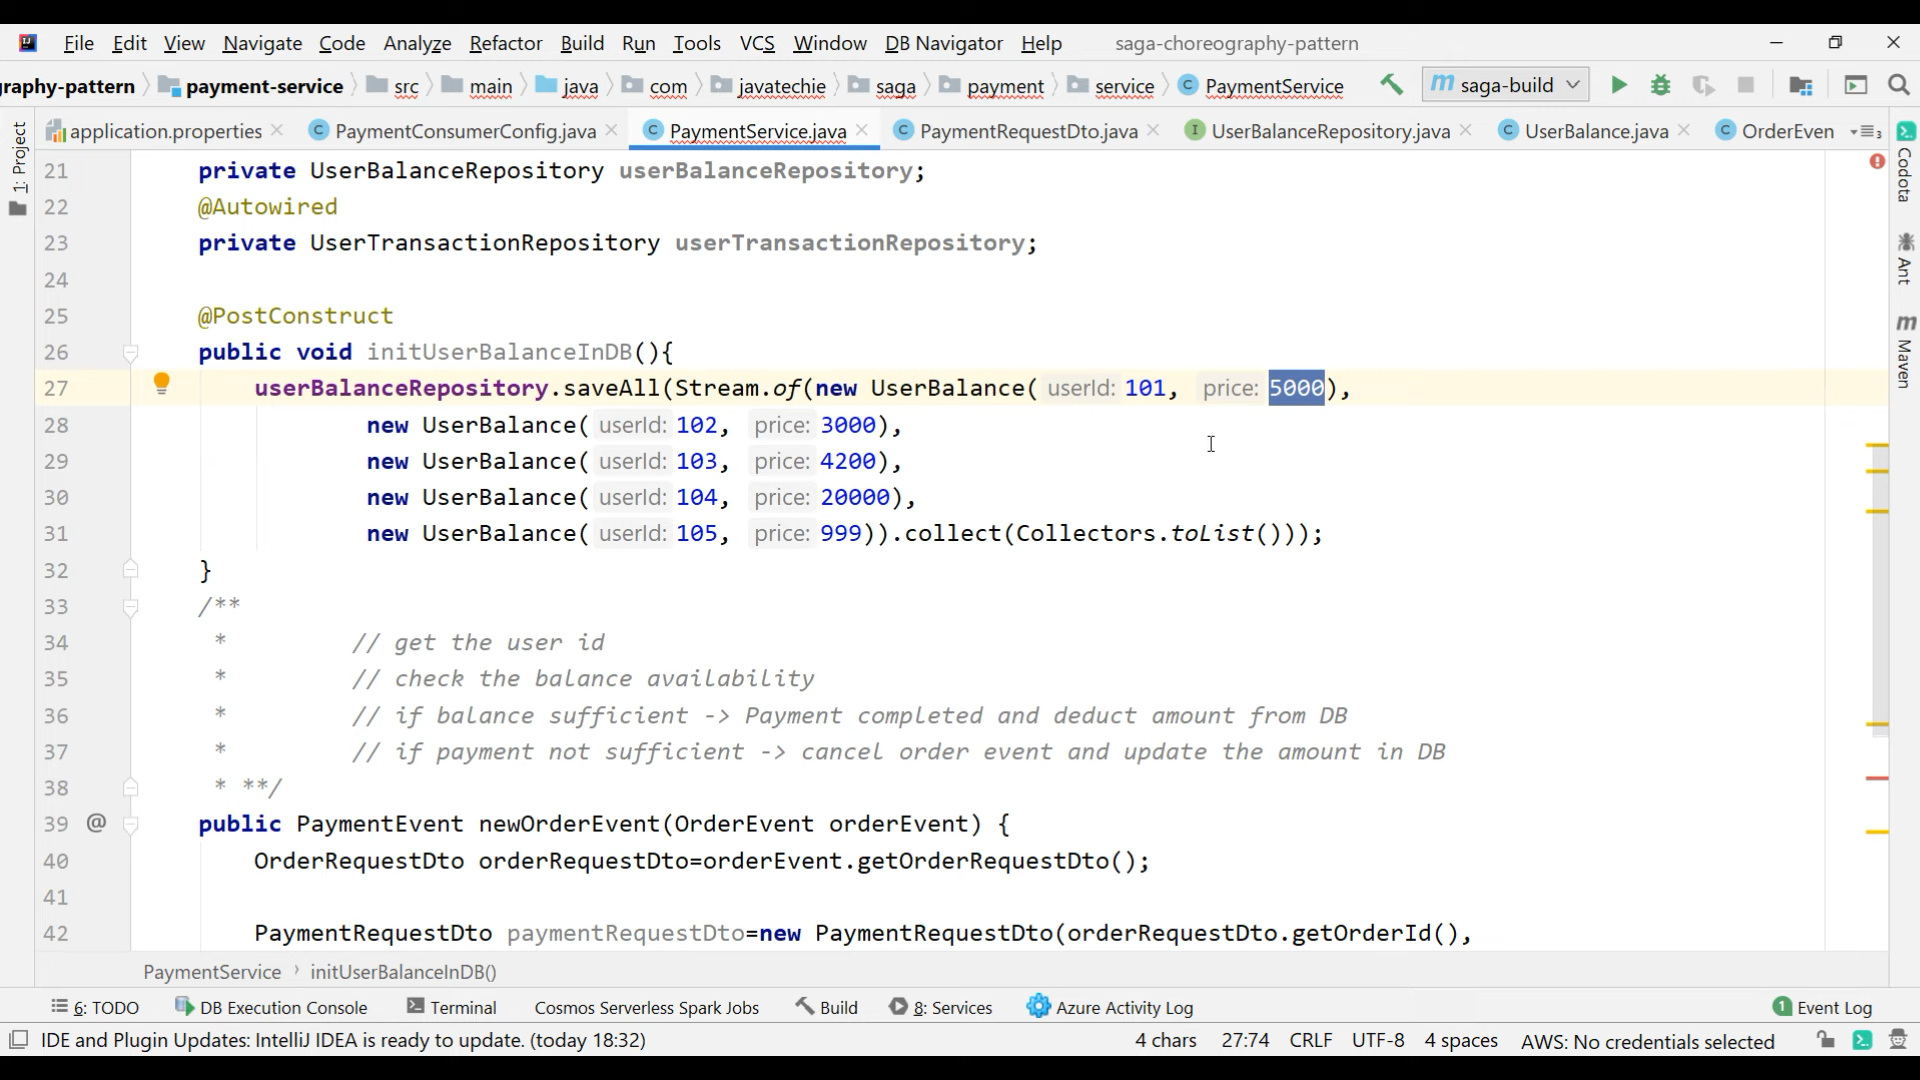 File Edit View Navigate Code Analyze Refactor Build Run Tools VCS Window DB Navigator Help saga-choreography-pattern
raphy-pattern payment-service src main java com javatechie saga payment service PaymentService saga-build
application.properties PaymentConsumerConfig.java PaymentService.java PaymentRequestDto.java UserBalanceRepository.java UserBalance.java OrderEven
1: Project
Codota
Ant
Maven
21 private UserBalanceRepository userBalanceRepository;
22 @Autowired
23 private UserTransactionRepository userTransactionRepository;
24
25 @PostConstruct
26 public void initUserBalanceInDB(){
27 userBalanceRepository.saveAll(Stream.of(new UserBalance( userId: 101, price: 5000),
28 new UserBalance( userId: 102, price: 3000),
29 new UserBalance( userId: 103, price: 4200),
30 new UserBalance( userId: 104, price: 20000),
31 new UserBalance( userId: 105, price: 999)).collect(Collectors.toList()));
32 }
33 /**
34 * // get the user id
35 * // check the balance availability
36 * // if balance sufficient -> Payment completed and deduct amount from DB
37 * // if payment not sufficient -> cancel order event and update the amount in DB
38 * **/
39 @ public PaymentEvent newOrderEvent(OrderEvent orderEvent) {
40 OrderRequestDto orderRequestDto=orderEvent.getOrderRequestDto();
41
42 PaymentRequestDto paymentRequestDto=new PaymentRequestDto(orderRequestDto.getOrderId(),
PaymentService › initUserBalanceInDB()
6: TODO DB Execution Console Terminal Cosmos Serverless Spark Jobs Build 8: Services Azure Activity Log 1 Event Log
IDE and Plugin Updates: IntelliJ IDEA is ready to update. (today 18:32) 4 chars 27:74 CRLF UTF-8 4 spaces AWS: No credentials selected